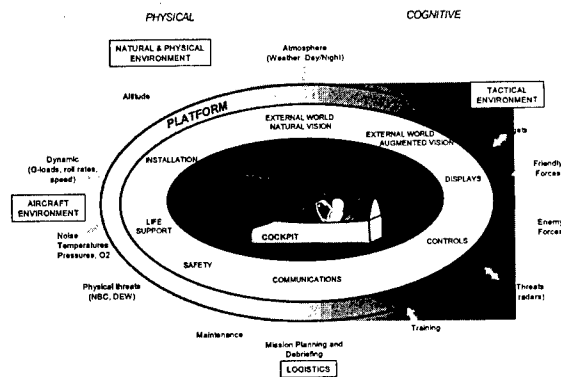 PHYSICAL
COGNITIVE
NATURAL & PHYSICAL
ENVIRONMENT
Atmosphere
(Weather Day/Night)
TACTICAL
ENVIRONMENT
Altitude
PLATFORM
EXTERNAL WORLD
NATURAL VISION
EXTERNAL WORLD
AUGMENTED VISION
gets
Dynamic
(G-loads, roll rates,
speed)
INSTALLATION
DISPLAYS
Friendly
Forces
AIRCRAFT
ENVIRONMENT
LIFE
SUPPORT
COCKPIT
CONTROLS
Enemy
Forces
Noise
Temperatures
Pressures, O2
SAFETY
COMMUNICATIONS
Physical threats
(NBC, DEW)
Threats
radars)
Maintenance
Training
Mission Planning and
Debriefing
LOGISTICS